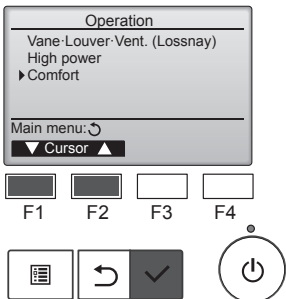 Operation
Vane·Louver·Vent. (Lossnay)
High power
Comfort
Main menu:
Cursor
F1 F2 F3 F4